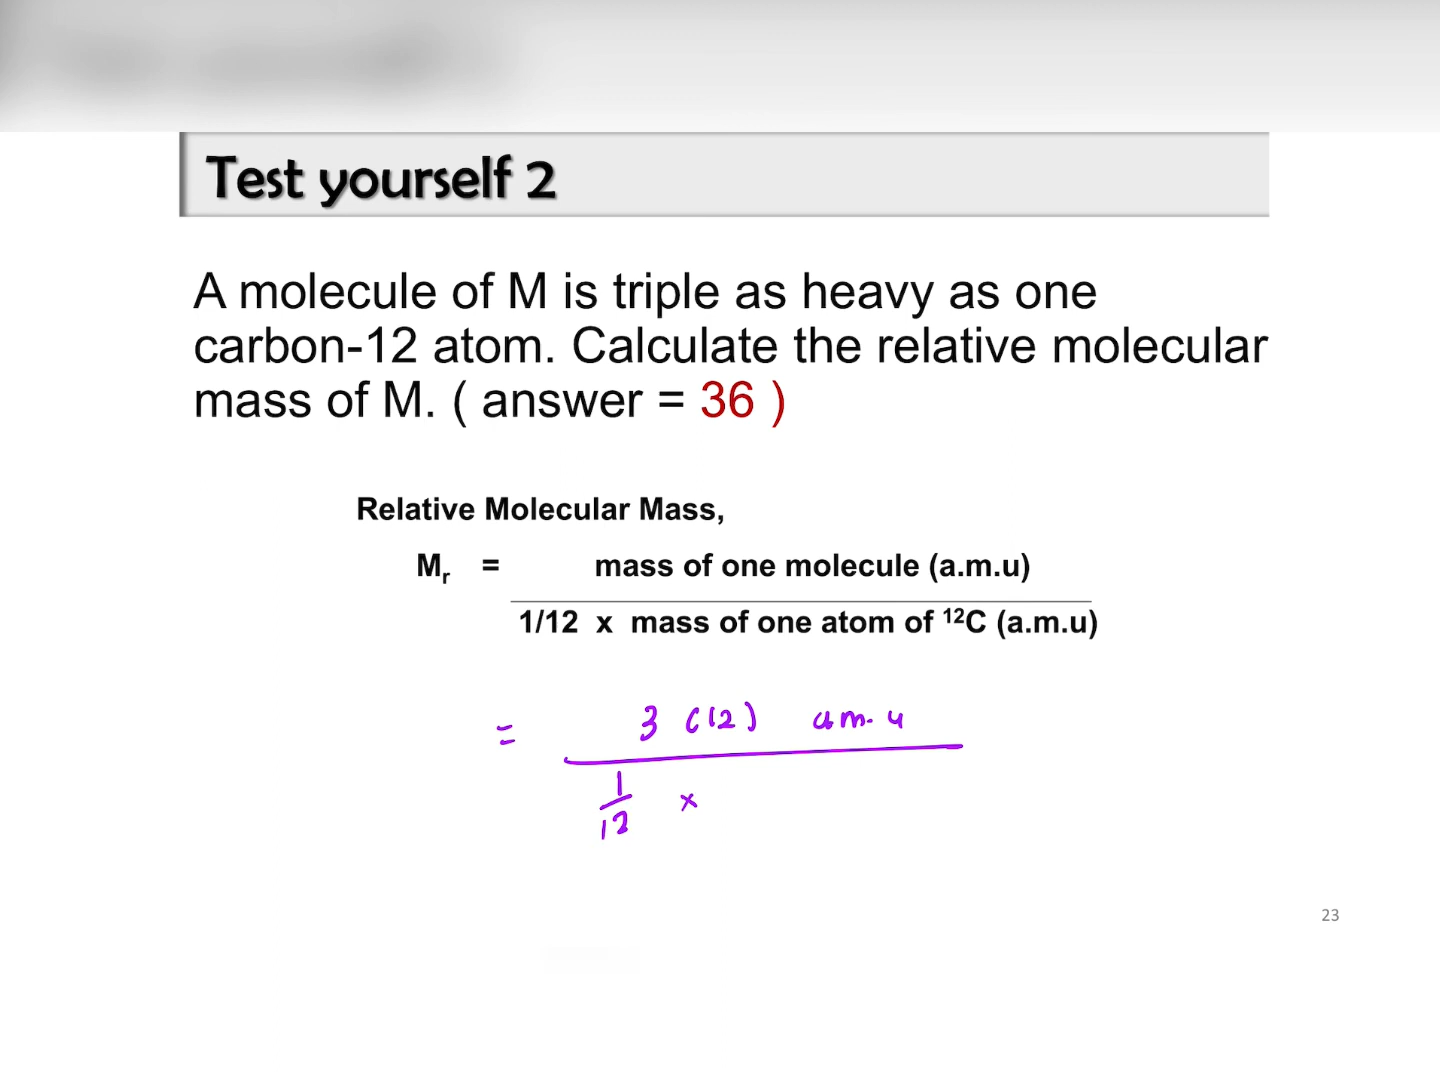 Test yourself 2
A molecule of M is triple as heavy as one
carbon-12 atom. Calculate the relative molecular
mass of M. ( answer = 36 )
Relative Molecular Mass,
Mr = mass of one molecule (a.m.u)
1/12 x mass of one atom of ¹²C (a.m.u)
= 3 (12) a.m.u
1/12 x
23